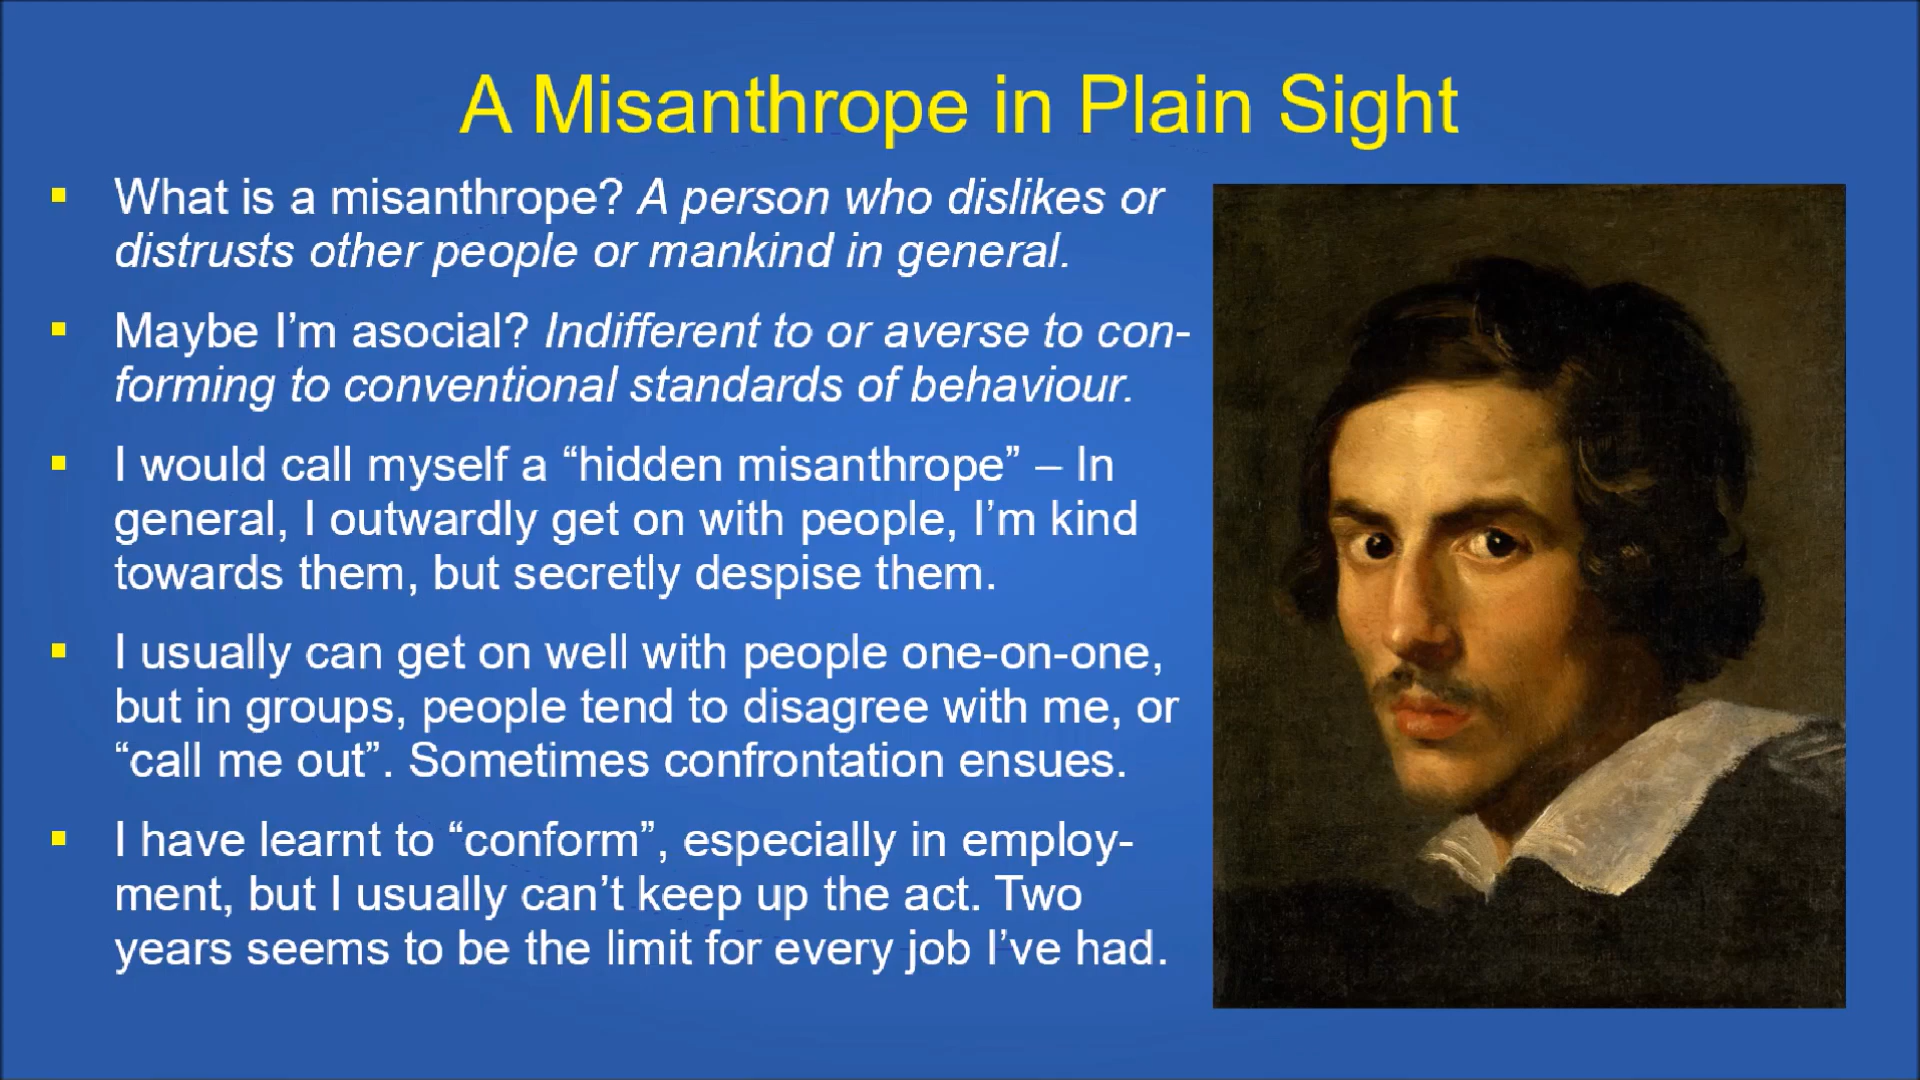 A Misanthrope in Plain Sight
What is a misanthrope? A person who dislikes or
distrusts other people or mankind in general.
Maybe I’m asocial? Indifferent to or averse to con-
forming to conventional standards of behaviour.
I would call myself a “hidden misanthrope” – In
general, I outwardly get on with people, I’m kind
towards them, but secretly despise them.
I usually can get on well with people one-on-one,
but in groups, people tend to disagree with me, or
“call me out”. Sometimes confrontation ensues.
I have learnt to “conform”, especially in employ-
ment, but I usually can’t keep up the act. Two
years seems to be the limit for every job I’ve had.